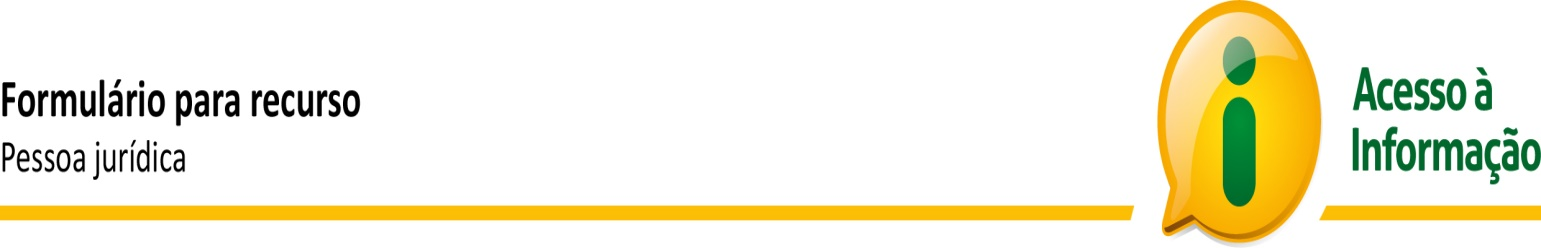 Formulário para recurso
Pessoa jurídica
Acesso à
Informação